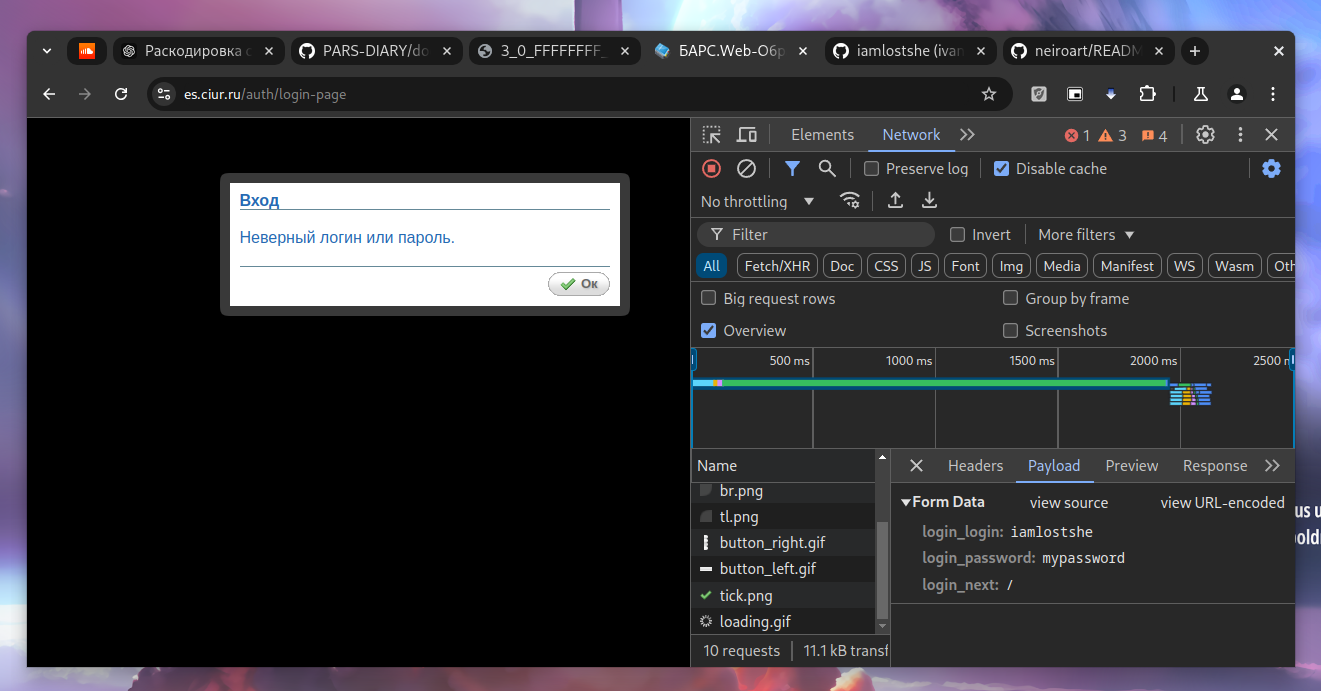 Раскодировка с
PARS-DIARY/do
3_0_FFFFFFFF_
БАРС.Web-Обр
iamlostshe (ivan
neiroart/READM
es.ciur.ru/auth/login-page
Вход
Неверный логин или пароль.
Ок
Elements
Network
1
3
4
Preserve log
Disable cache
No throttling
Filter
Invert
More filters
All
Fetch/XHR
Doc
CSS
JS
Font
Img
Media
Manifest
WS
Wasm
Oth
Big request rows
Group by frame
Overview
Screenshots
500 ms
1000 ms
1500 ms
2000 ms
2500 m
Name
Headers
Payload
Preview
Response
br.png
tl.png
button_right.gif
button_left.gif
tick.png
loading.gif
Form Data
view source
view URL-encoded
login_login: iamlostshe
login_password: mypassword
login_next: /
10 requests
11.1 kB transf
us u
oldi